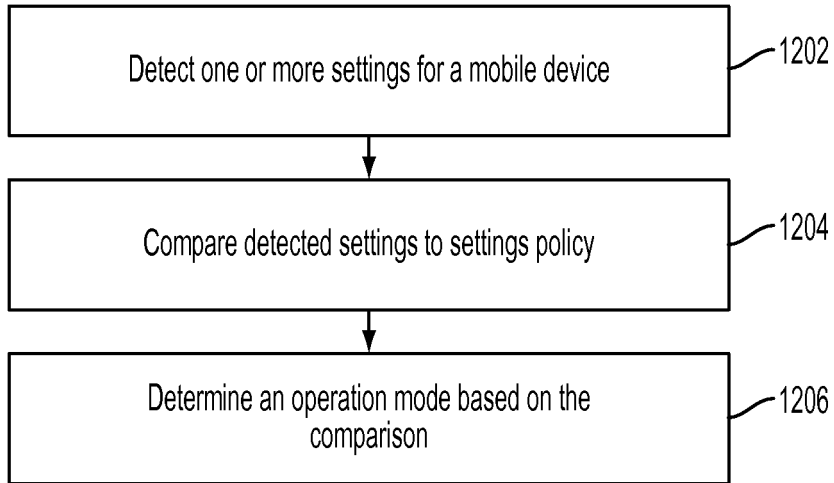 Detect one or more settings for a mobile device
1202
Compare detected settings to settings policy
1204
Determine an operation mode based on the
comparison
1206